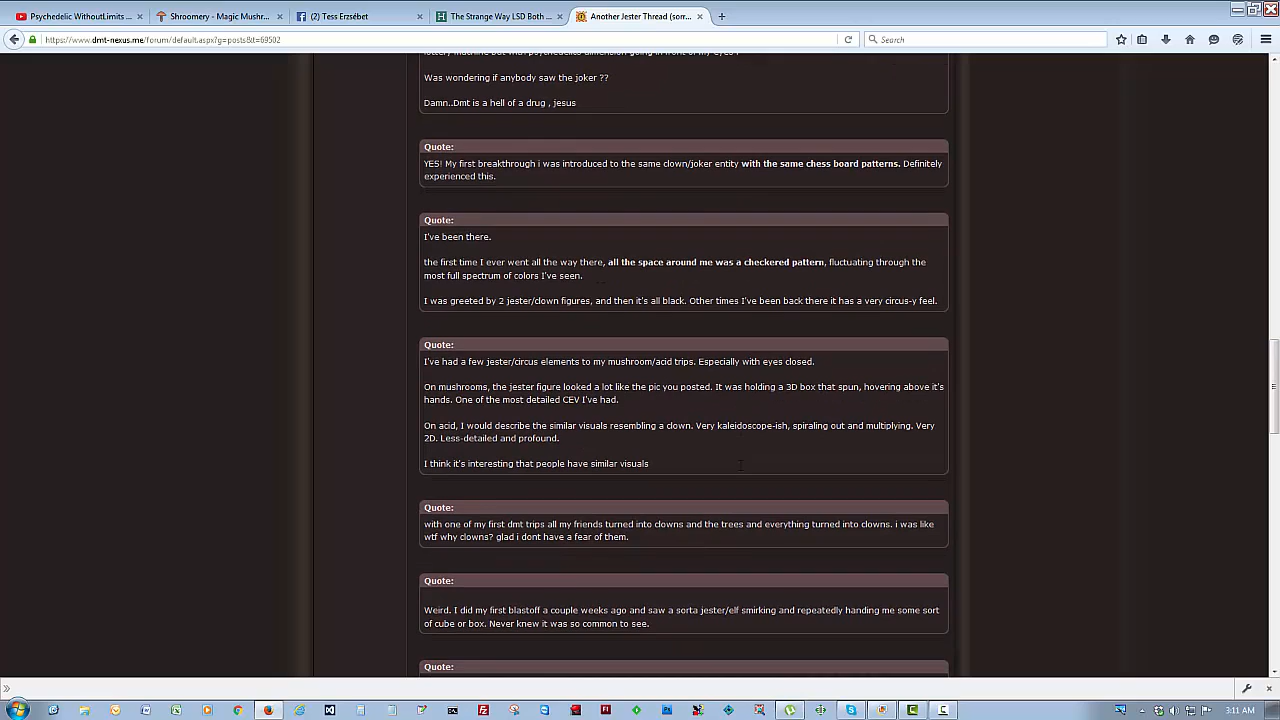 Psychedelic WithoutLimits
Shroomery - Magic Mushr...
(2) Tess Erzsébet
The Strange Way LSD Both ...
Another Jester Thread (sorr...
https://www.dmt-nexus.me/forum/default.aspx?g=posts&t=69502
Search
Was wondering if anybody saw the joker ??
Damn..Dmt is a hell of a drug , jesus
Quote:
YES! My first breakthrough i was introduced to the same clown/joker entity with the same chess board patterns. Definitely
experienced this.
Quote:
I've been there.
the first time I ever went all the way there, all the space around me was a checkered pattern, fluctuating through the
most full spectrum of colors I've seen.
I was greeted by 2 jester/clown figures, and then it's all black. Other times I've been back there it has a very circus-y feel.
Quote:
I've had a few jester/circus elements to my mushroom/acid trips. Especially with eyes closed.
On mushrooms, the jester figure looked a lot like the pic you posted. It was holding a 3D box that spun, hovering above it's
hands. One of the most detailed CEV I've had.
On acid, I would describe the similar visuals resembling a clown. Very kaleidoscope-ish, spiraling out and multiplying. Very
2D. Less-detailed and profound.
I think it's interesting that people have similar visuals
Quote:
with one of my first dmt trips all my friends turned into clowns and the trees and everything turned into clowns. i was like
wtf why clowns? glad i dont have a fear of them.
Quote:
Weird. I did my first blastoff a couple weeks ago and saw a sorta jester/elf smirking and repeatedly handing me some sort
of cube or box. Never knew it was so common to see.
Quote:
3:11 AM